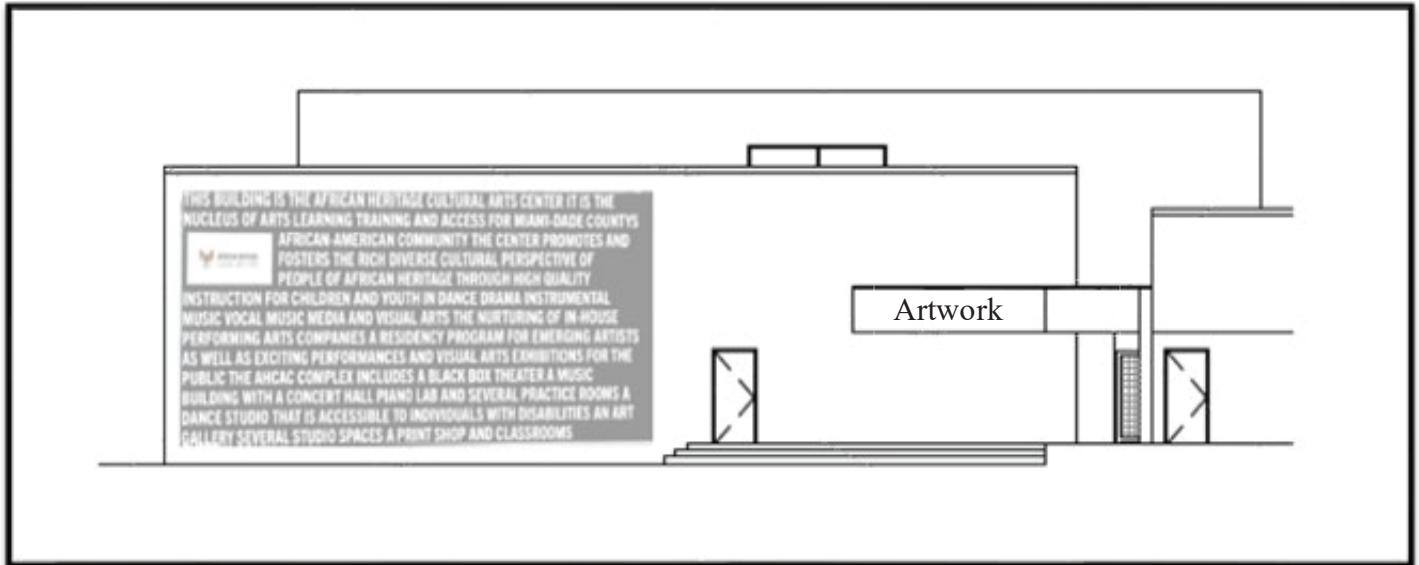 THIS BUILDING IS THE AFRICAN HERITAGE CULTURAL ARTS CENTER IT IS THE
NUCLEUS OF ARTS LEARNING TRAINING AND ACCESS FOR MIAMI-DADE COUNTYS
AFRICAN-AMERICAN COMMUNITY THE CENTER PROMOTES AND
FOSTERS THE RICH DIVERSE CULTURAL PERSPECTIVE OF
PEOPLE OF AFRICAN HERITAGE THROUGH HIGH QUALITY
INSTRUCTION FOR CHILDREN AND YOUTH IN DANCE DRAMA INSTRUMENTAL
MUSIC VOCAL MUSIC MEDIA AND VISUAL ARTS THE NURTURING OF IN-HOUSE
PERFORMING ARTS COMPANIES A RESIDENCY PROGRAM FOR EMERGING ARTISTS
AS WELL AS EXCITING PERFORMANCES AND VISUAL ARTS EXHIBITIONS FOR THE
PUBLIC THE AHCAC COMPLEX INCLUDES A BLACK BOX THEATER A MUSIC
BUILDING WITH A CONCERT HALL PIANO LAB AND SEVERAL PRACTICE ROOMS A
DANCE STUDIO THAT IS ACCESSIBLE TO INDIVIDUALS WITH DISABILITIES AN ART
GALLERY SEVERAL STUDIO SPACES A PRINT SHOP AND CLASSROOMS
Artwork